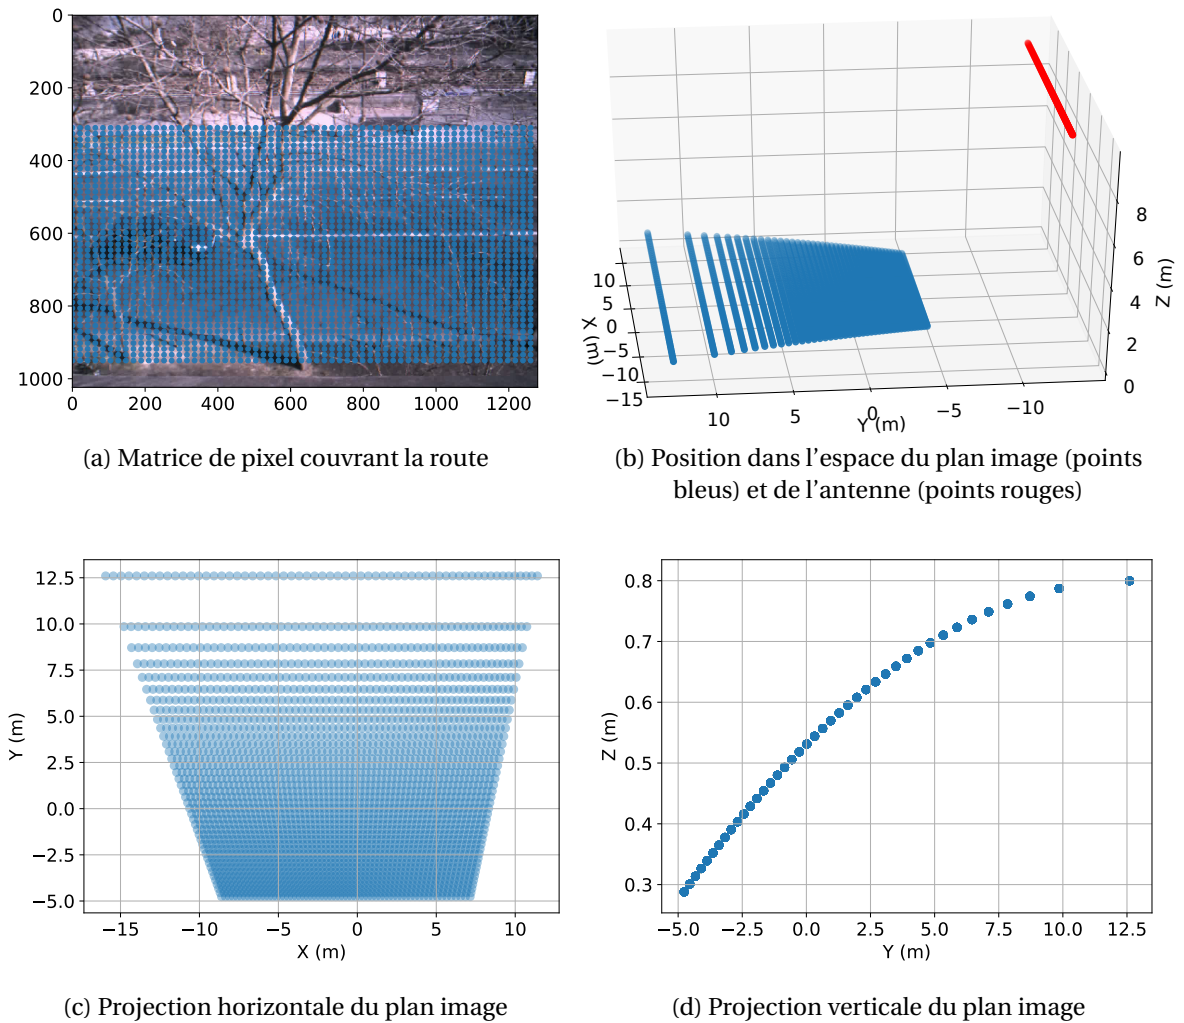 0
200
400
600
800
1000
0 200 400 600 800 1000 1200
(a) Matrice de pixel couvrant la route
10
5
0
−5
−10
−15
X (m)
10 5 0 −5 −10
Y (m)
8
6
4
2
0
Z (m)
(b) Position dans l'espace du plan image (points
bleus) et de l'antenne (points rouges)
12.5
10.0
7.5
5.0
2.5
0.0
−2.5
−5.0
Y (m)
−15 −10 −5 0 5 10
X (m)
(c) Projection horizontale du plan image
0.8
0.7
0.6
0.5
0.4
0.3
Z (m)
−5.0 −2.5 0.0 2.5 5.0 7.5 10.0 12.5
Y (m)
(d) Projection verticale du plan image